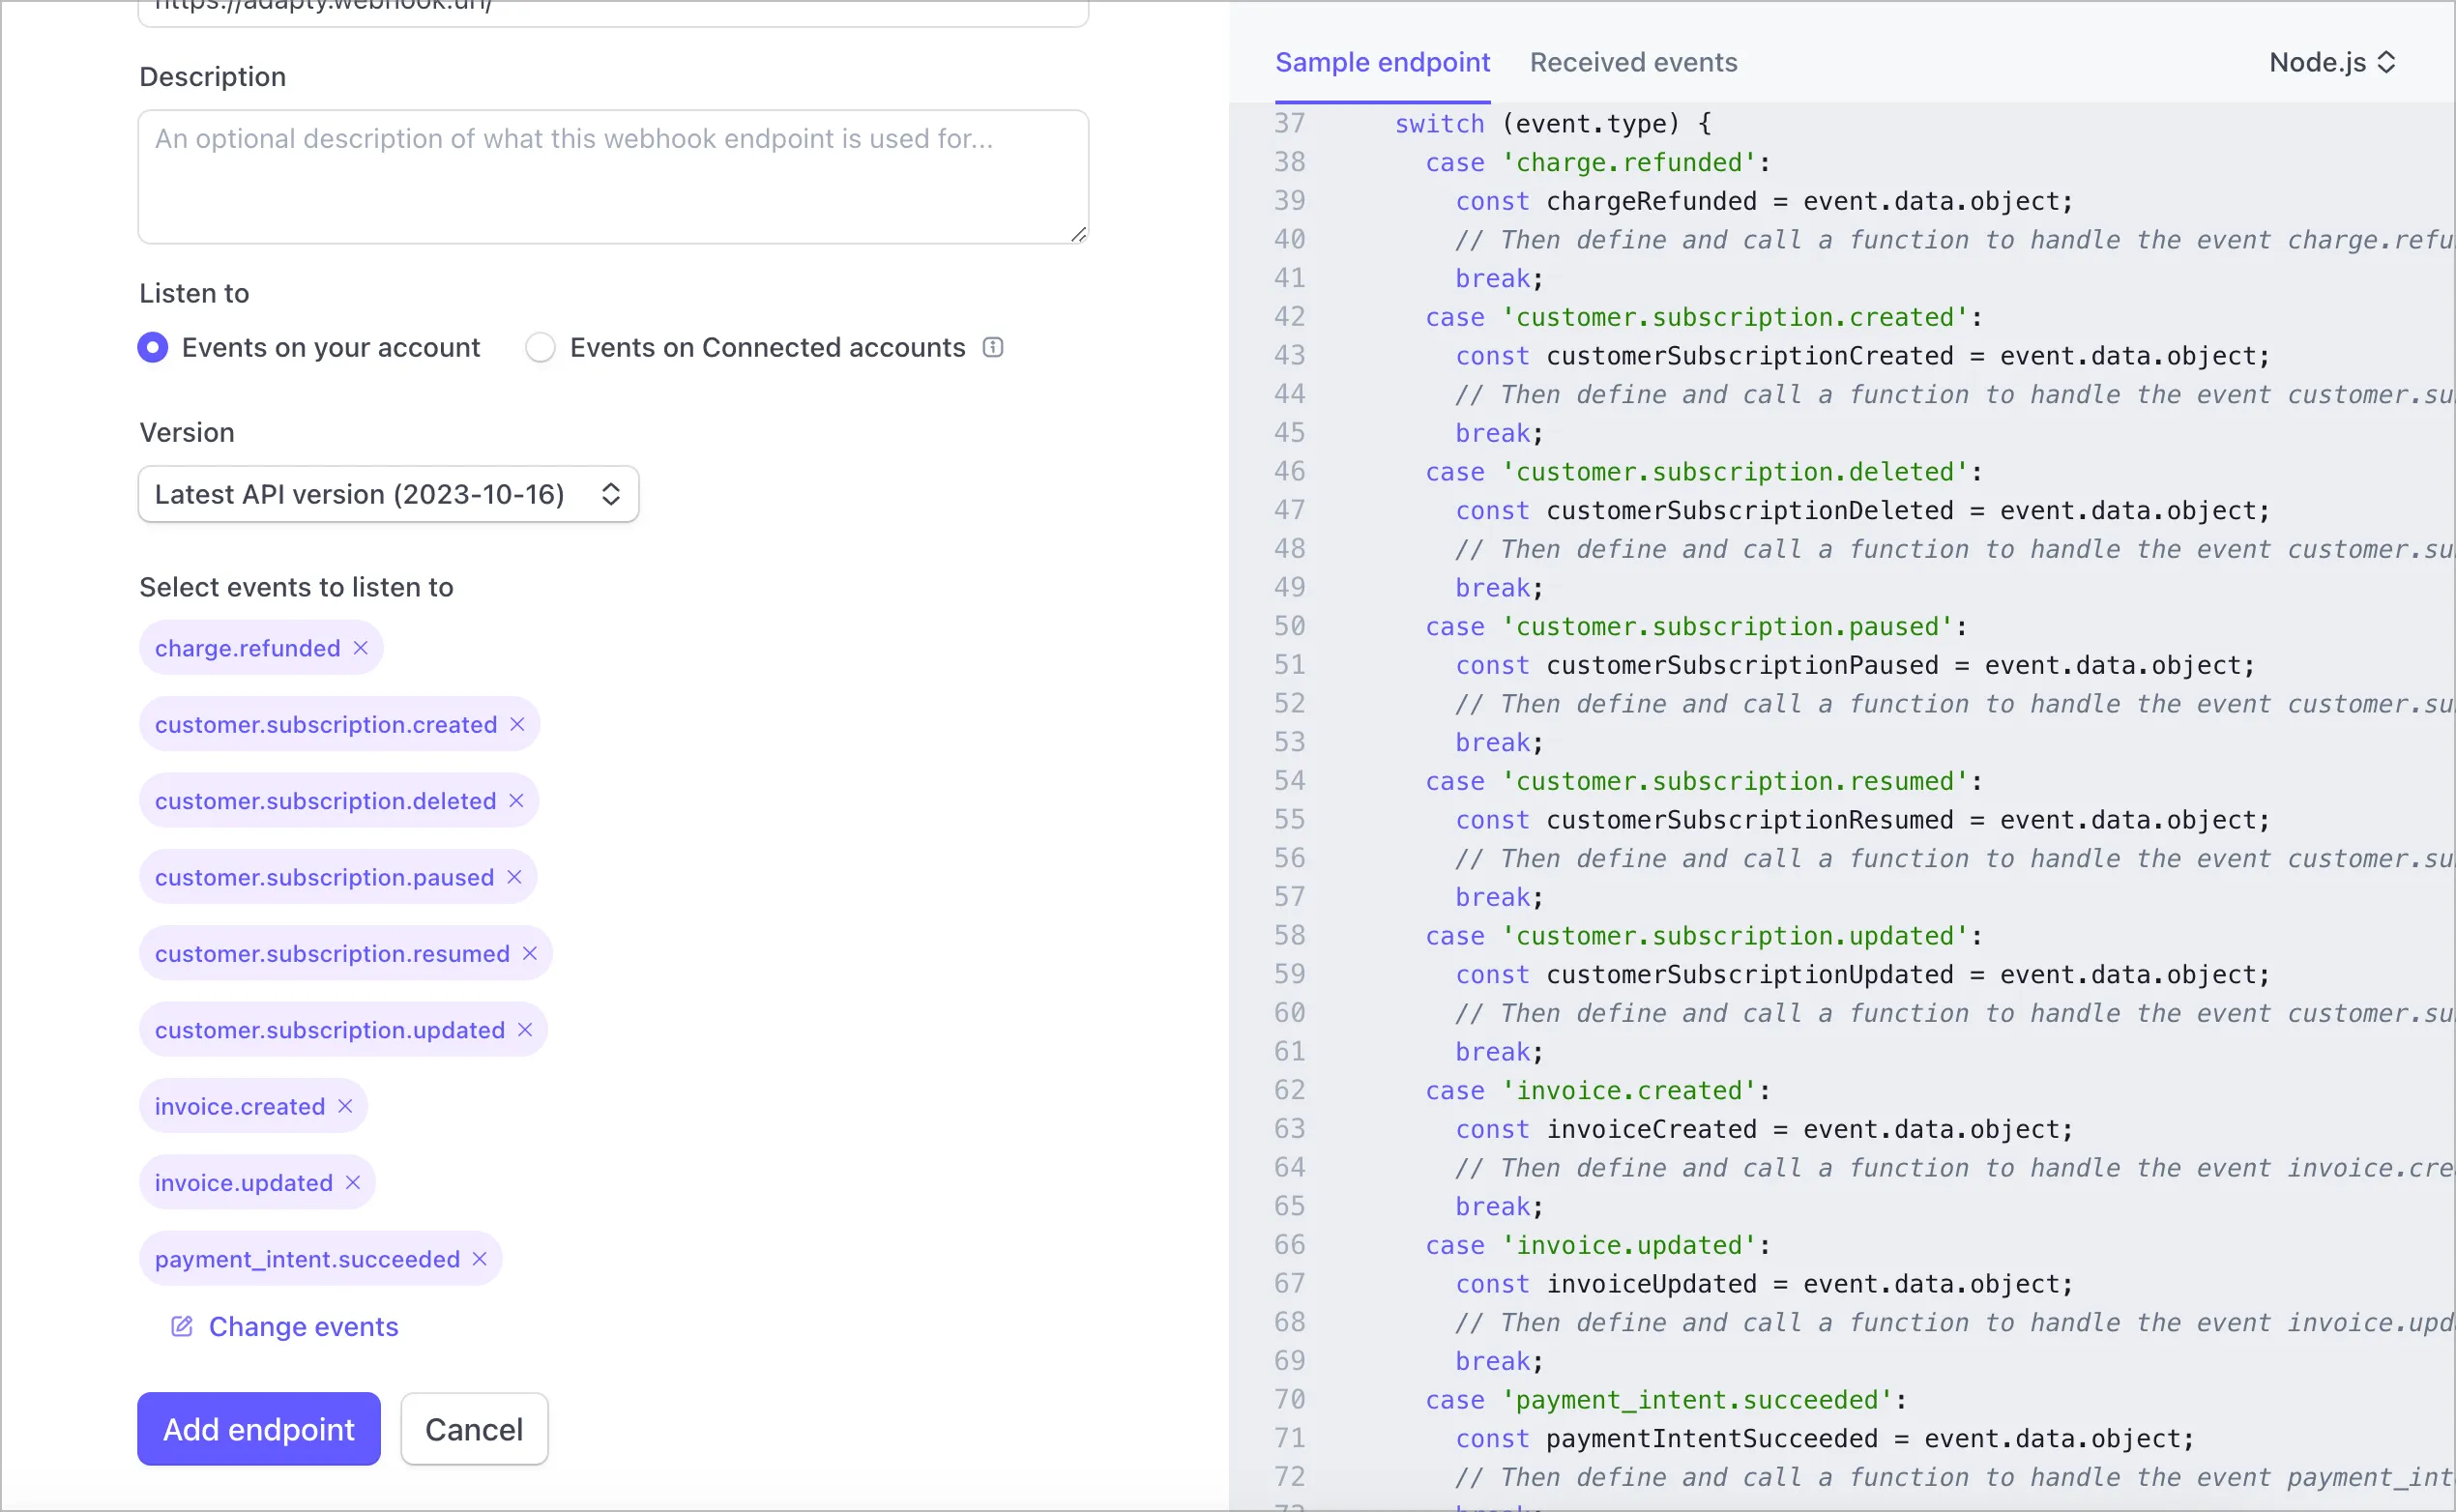 https://adapty.webhook.url/
Description
An optional description of what this webhook endpoint is used for...
Listen to
Events on your account
Events on Connected accounts
Version
Latest API version (2023-10-16)
Select events to listen to
charge.refunded
customer.subscription.created
customer.subscription.deleted
customer.subscription.paused
customer.subscription.resumed
customer.subscription.updated
invoice.created
invoice.updated
payment_intent.succeeded
Change events
Add endpoint
Cancel
Sample endpoint
Received events
Node.js
37 switch (event.type) {
38 case 'charge.refunded':
39 const chargeRefunded = event.data.object;
40 // Then define and call a function to handle the event charge.refu
41 break;
42 case 'customer.subscription.created':
43 const customerSubscriptionCreated = event.data.object;
44 // Then define and call a function to handle the event customer.su
45 break;
46 case 'customer.subscription.deleted':
47 const customerSubscriptionDeleted = event.data.object;
48 // Then define and call a function to handle the event customer.su
49 break;
50 case 'customer.subscription.paused':
51 const customerSubscriptionPaused = event.data.object;
52 // Then define and call a function to handle the event customer.su
53 break;
54 case 'customer.subscription.resumed':
55 const customerSubscriptionResumed = event.data.object;
56 // Then define and call a function to handle the event customer.su
57 break;
58 case 'customer.subscription.updated':
59 const customerSubscriptionUpdated = event.data.object;
60 // Then define and call a function to handle the event customer.su
61 break;
62 case 'invoice.created':
63 const invoiceCreated = event.data.object;
64 // Then define and call a function to handle the event invoice.cre
65 break;
66 case 'invoice.updated':
67 const invoiceUpdated = event.data.object;
68 // Then define and call a function to handle the event invoice.upd
69 break;
70 case 'payment_intent.succeeded':
71 const paymentIntentSucceeded = event.data.object;
72 // Then define and call a function to handle the event payment_int